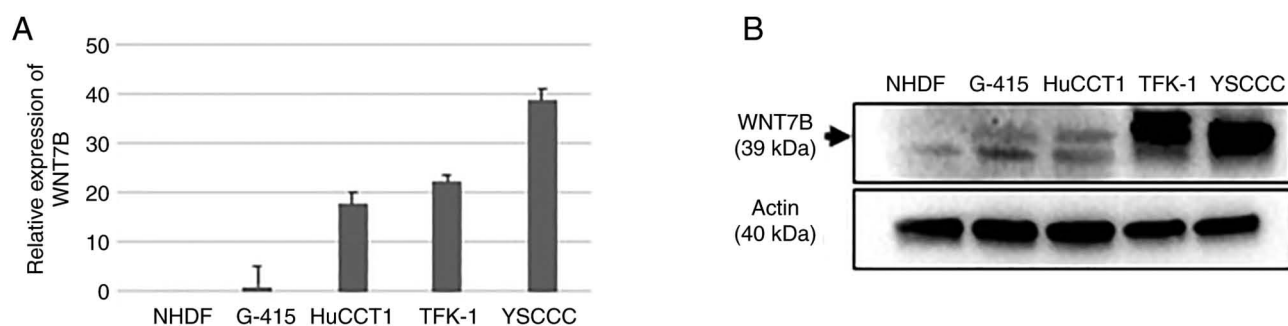 A
Relative expression of
WNT7B
50
40
30
20
10
0
NHDF G-415 HuCCT1 TFK-1 YSCCC
B
NHDF G-415 HuCCT1 TFK-1 YSCCC
WNT7B
(39 kDa)
Actin
(40 kDa)